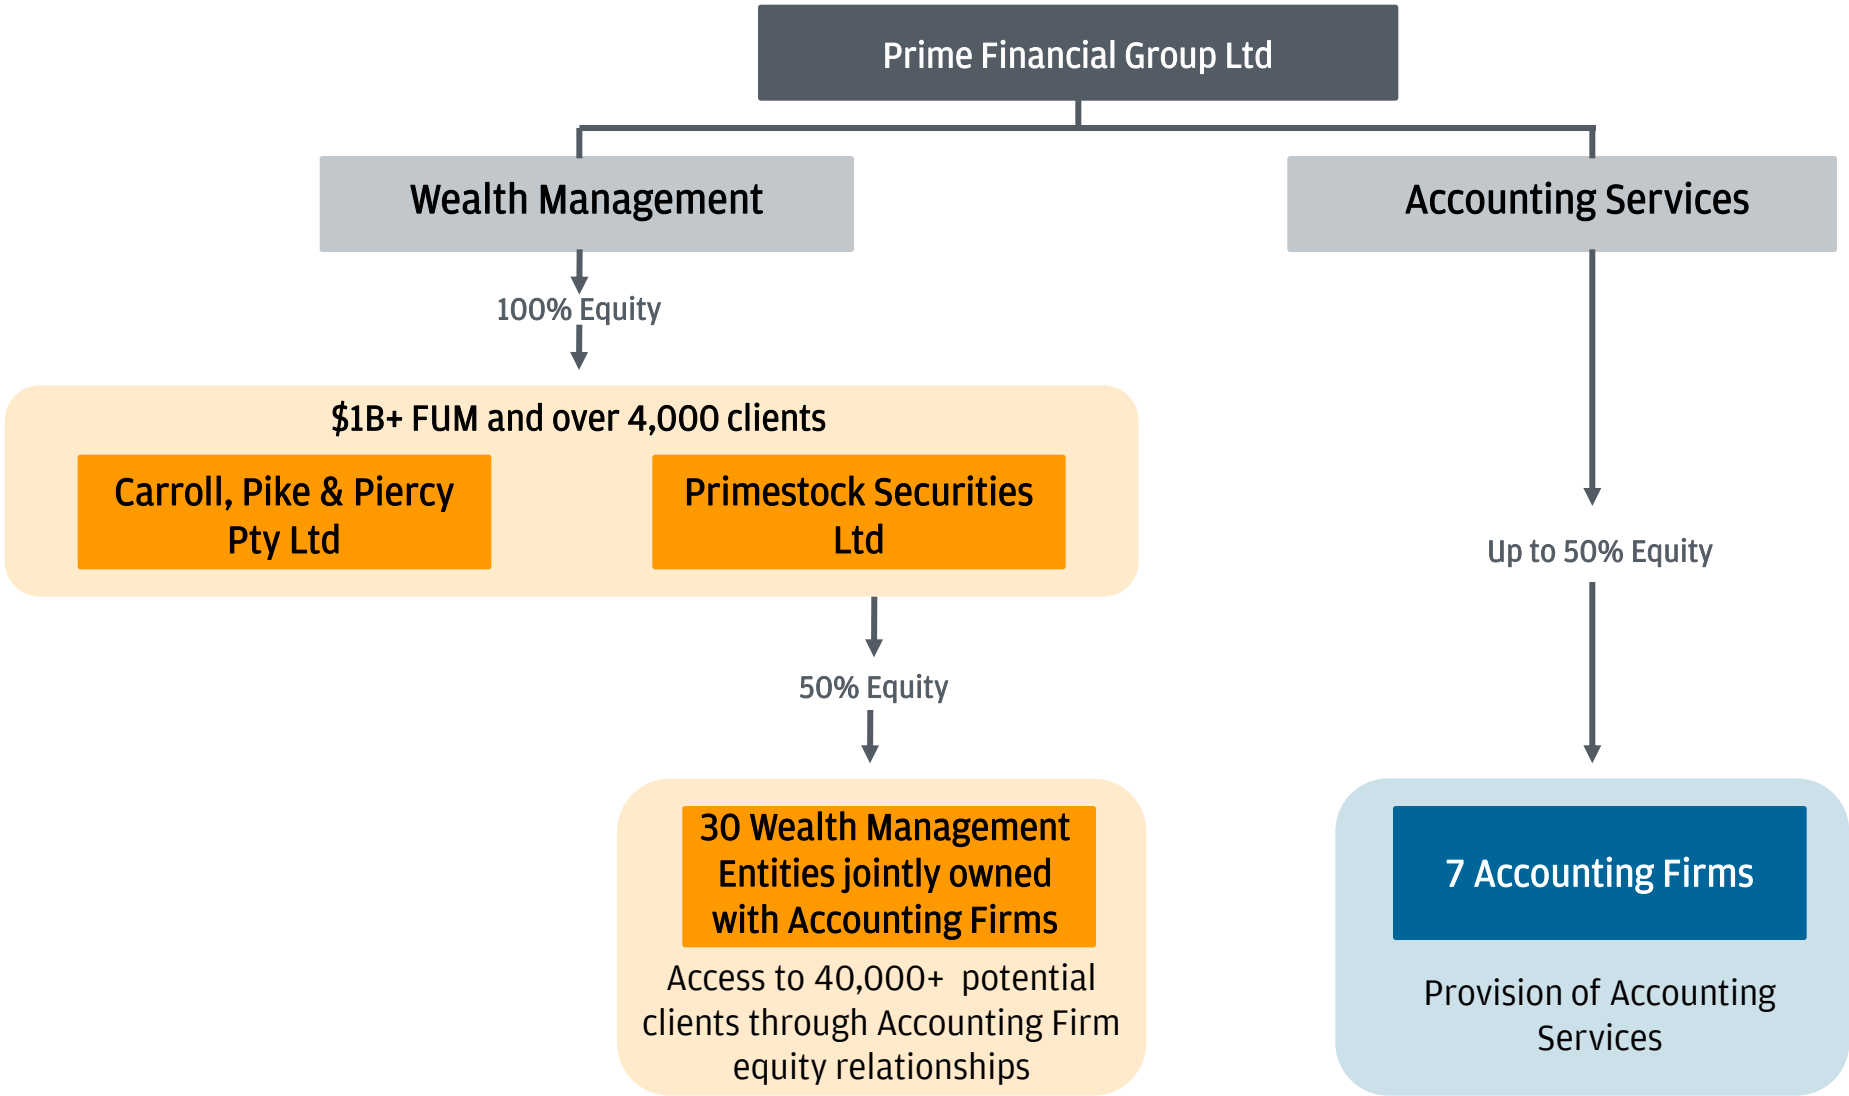 Prime Financial Group Ltd
Wealth Management
Accounting Services
100% Equity
$1B+ FUM and over 4,000 clients
Carroll, Pike & Piercy
Pty Ltd
Primestock Securities
Ltd
Up to 50% Equity
50% Equity
30 Wealth Management
Entities jointly owned
with Accounting Firms
Access to 40,000+  potential
clients through Accounting Firm
equity relationships
7 Accounting Firms
Provision of Accounting
Services